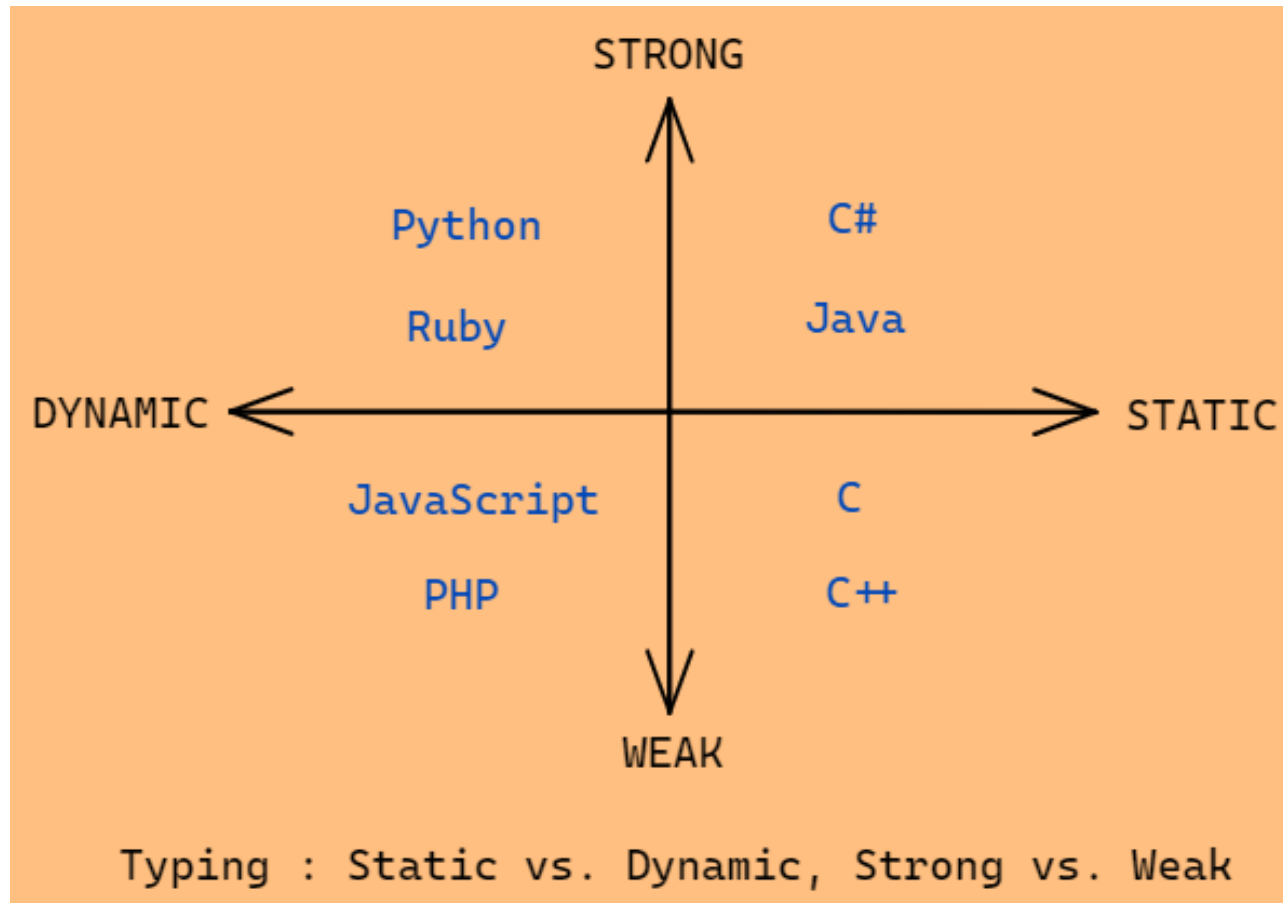 STRONG
Python C#
Ruby Java
DYNAMIC STATIC
JavaScript C
PHP C++
WEAK
Typing : Static vs. Dynamic, Strong vs. Weak